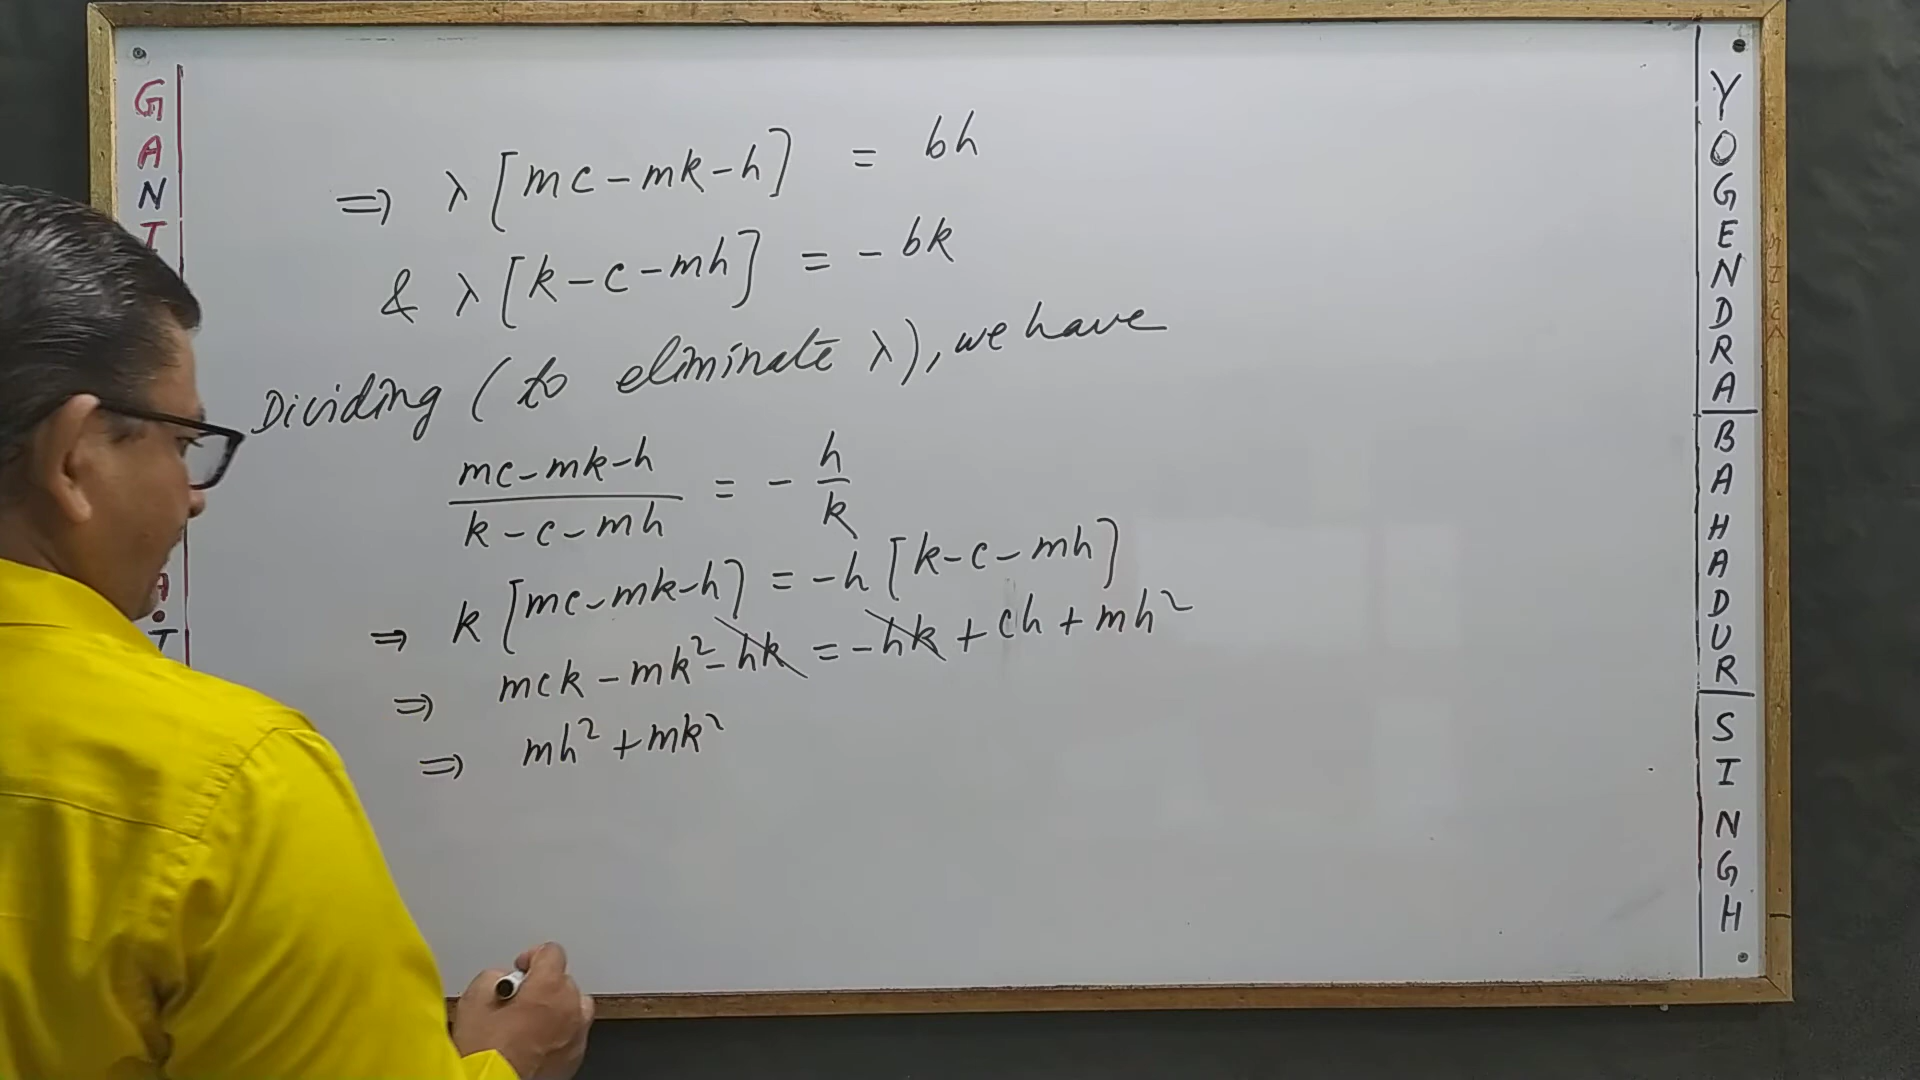 GANI
⇒ λ [mc-mk-h] = bh
& λ [k-c-mh] = - bk
Dividing (to eliminate λ), we have
mc-mk-h / k-c-mh = - h/k
⇒ k [mc-mk-h] = -h [k-c-mh]
⇒ mck - mk² - hk = -hk + ch + mh²
⇒ mh² + mk²
YOGENDRA
BAHADUR
SINGH